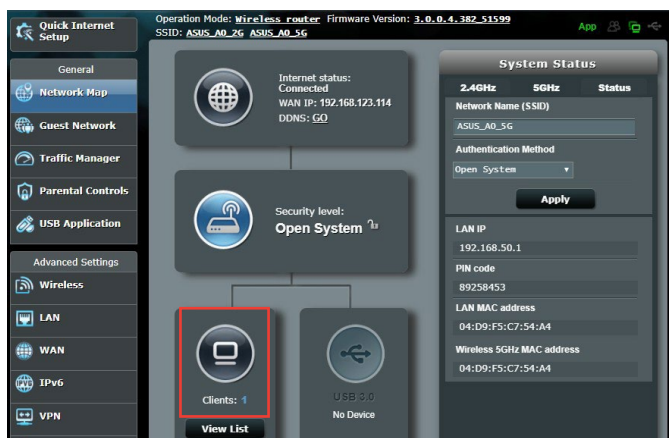 Quick Internet
Setup
Operation Mode: Wireless router Firmware Version: 3.0.0.4.382_51599
SSID: ASUS_A0_2G ASUS_A0_5G
App
General
Network Map
Guest Network
Traffic Manager
Parental Controls
USB Application
Advanced Settings
Wireless
LAN
WAN
IPv6
VPN
Internet status:
Connected
WAN IP: 192.168.123.114
DDNS: GO
Security level:
Open System
Clients: 1
View List
USB 3.0
No Device
System Status
2.4GHz 5GHz Status
Network Name (SSID)
ASUS_A0_5G
Authentication Method
Open System
Apply
LAN IP
192.168.50.1
PIN code
89258453
LAN MAC address
04:D9:F5:C7:54:A4
Wireless 5GHz MAC address
04:D9:F5:C7:54:A4